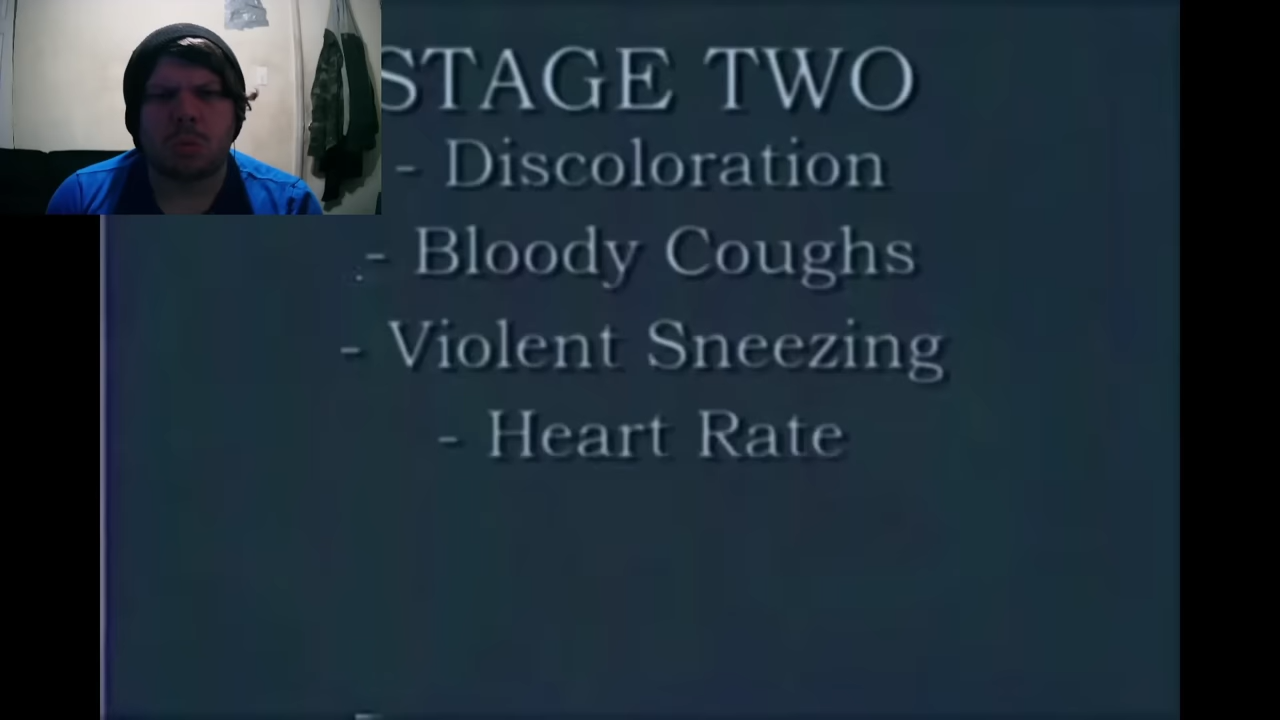 STAGE TWO
- Discoloration
- Bloody Coughs
- Violent Sneezing
- Heart Rate